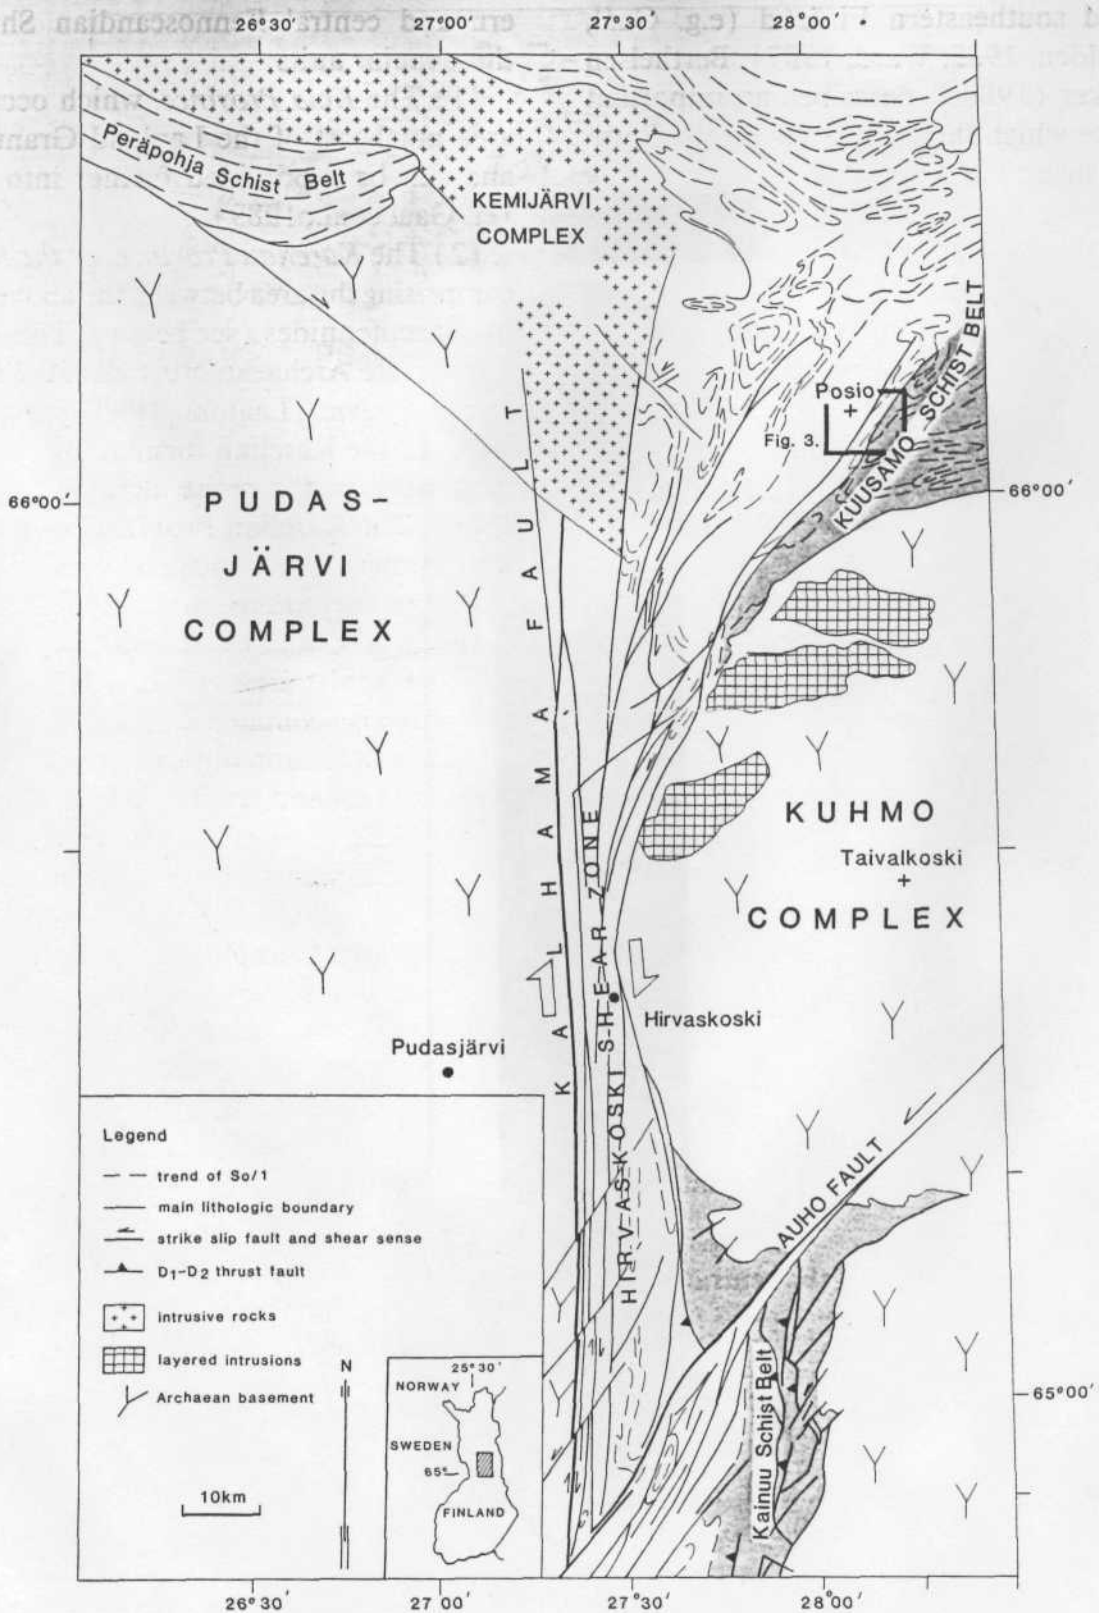 26°30′ 27°00′ 27°30′ 28°00′
Peräpohja Schist Belt
KEMIJÄRVI
COMPLEX
Posio
Fig. 3.
KUUSAMO SCHIST BELT
66°00′
66°00′
PUDAS-
JÄRVI
COMPLEX
KALHAMA FAULT
HIRVASKOSKI SHEAR ZONE
KUHMO
Taivalkoski
COMPLEX
Hirvaskoski
Pudasjärvi
AUHO FAULT
Kainuu Schist Belt
65°00′
Legend
trend of So/1
main lithologic boundary
strike slip fault and shear sense
D1-D2 thrust fault
intrusive rocks
layered intrusions
Archaean basement
N
10km
25°30′
NORWAY
SWEDEN
65°
FINLAND
26°30′ 27°00′ 27°30′ 28°00′